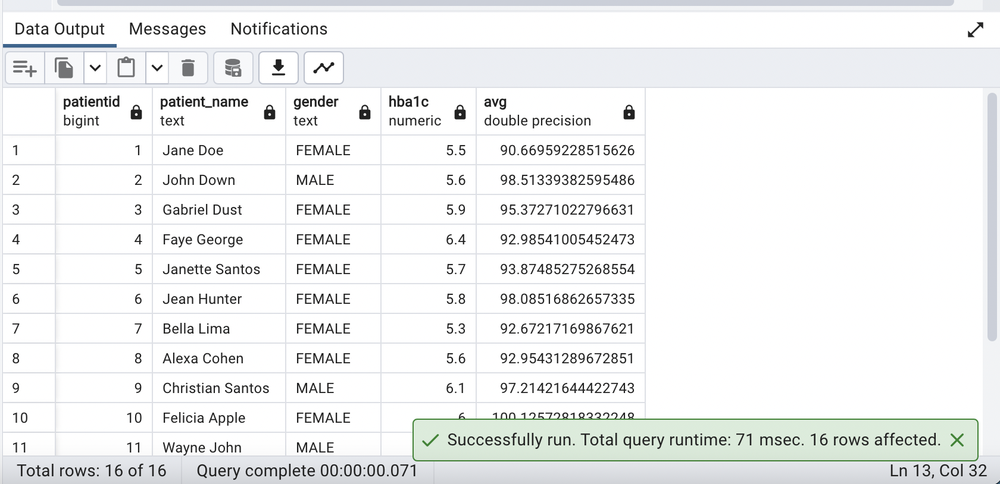 Data Output Messages Notifications
patientid patient_name gender hba1c avg
bigint text text numeric double precision
1 1 Jane Doe FEMALE 5.5 90.66959228515626
2 2 John Down MALE 5.6 98.51339382595486
3 3 Gabriel Dust FEMALE 5.9 95.37271022796631
4 4 Faye George FEMALE 6.4 92.98541005452473
5 5 Janette Santos FEMALE 5.7 93.87485275268554
6 6 Jean Hunter FEMALE 5.8 98.08516862657335
7 7 Bella Lima FEMALE 5.3 92.67217169867621
8 8 Alexa Cohen FEMALE 5.6 92.95431289672851
9 9 Christian Santos MALE 6.1 97.21421644422743
10 10 Felicia Apple FEMALE 6 100.12572818332248
11 11 Wayne John MALE
Successfully run. Total query runtime: 71 msec. 16 rows affected.
Total rows: 16 of 16 Query complete 00:00:00.071 Ln 13, Col 32